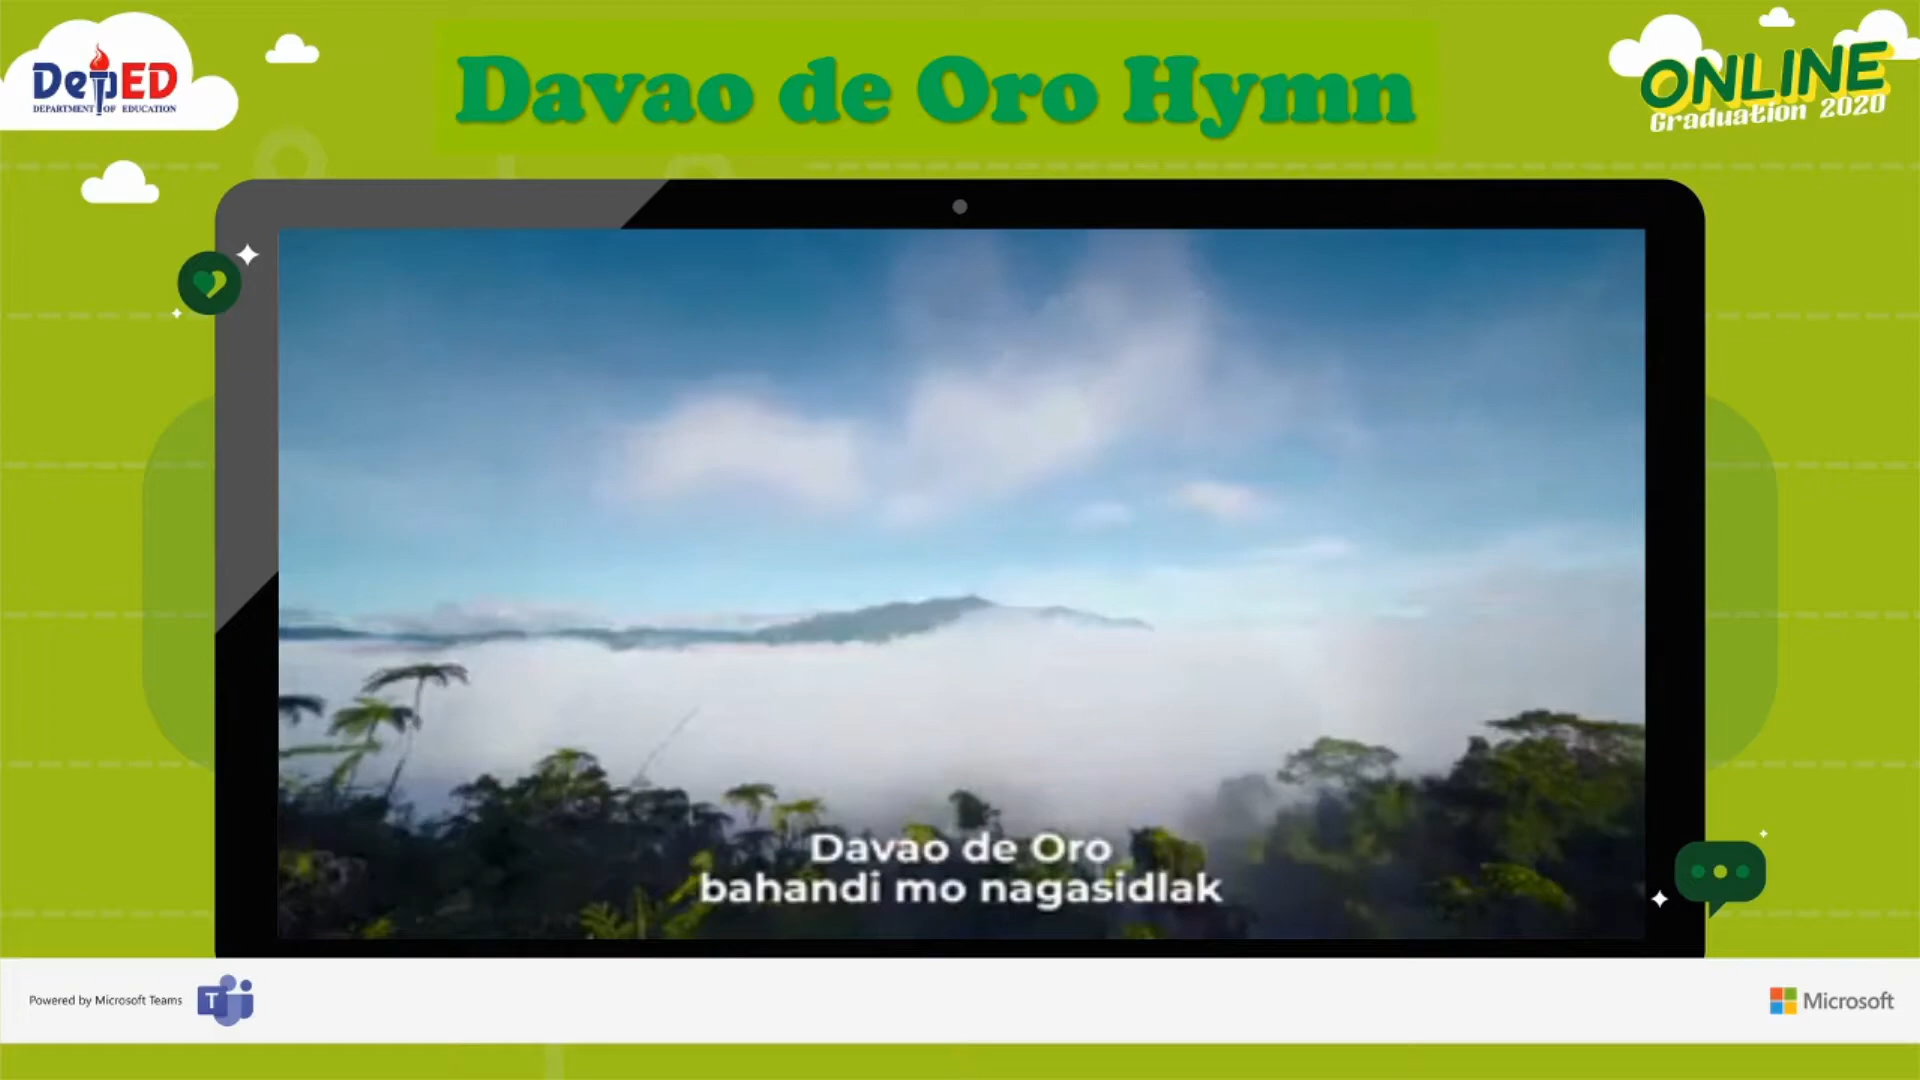 DepED
DEPARTMENT OF EDUCATION
Davao de Oro Hymn
ONLINE
Graduation 2020
Davao de Oro
bahandi mo nagasidlak
Powered by Microsoft Teams
T
Microsoft